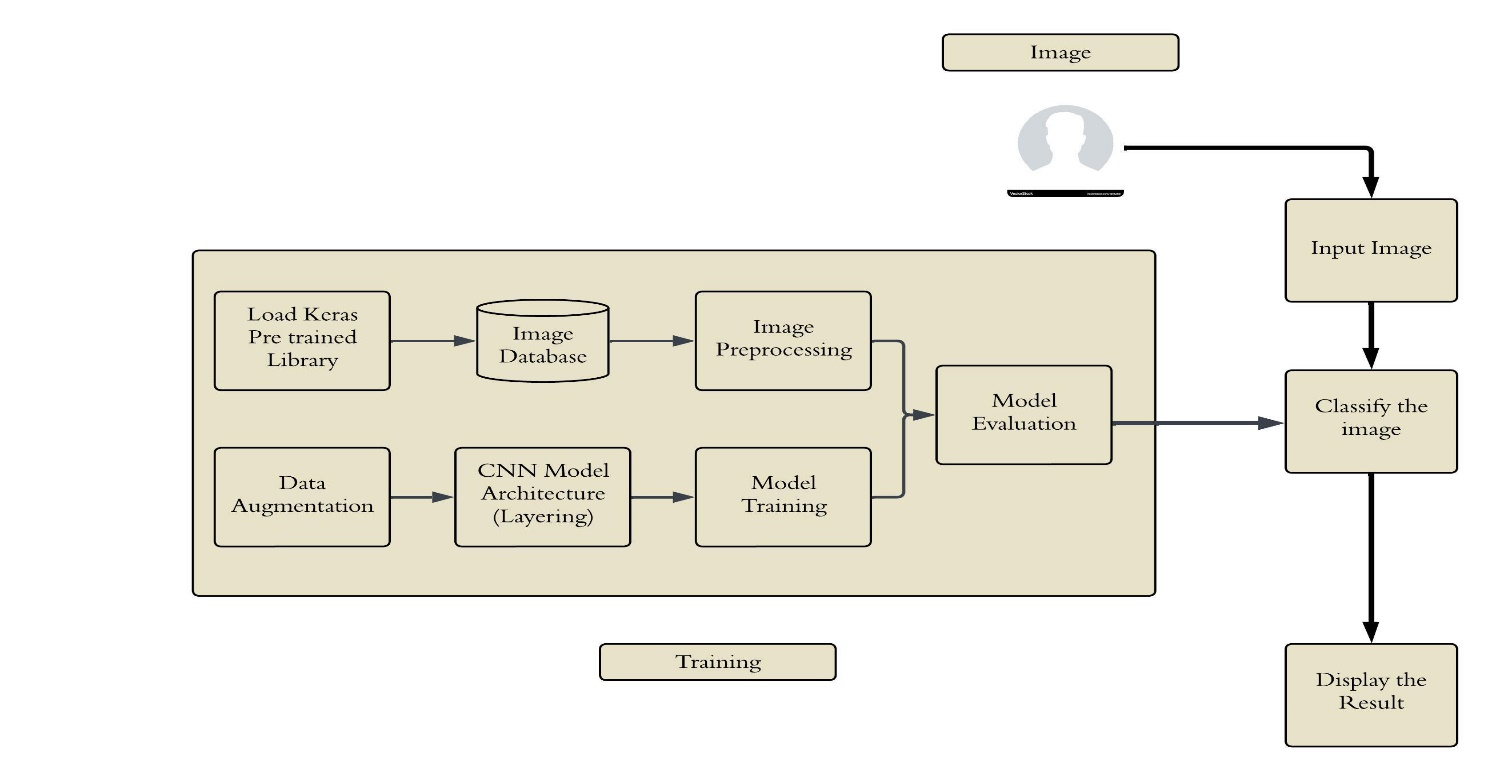 Image
VectorStock
Input Image
Load Keras
Pre trained
Library
Image
Database
Image
Preprocessing
Model
Evaluation
Classify the
image
Data
Augmentation
CNN Model
Architecture
(Layering)
Model
Training
Training
Display the
Result